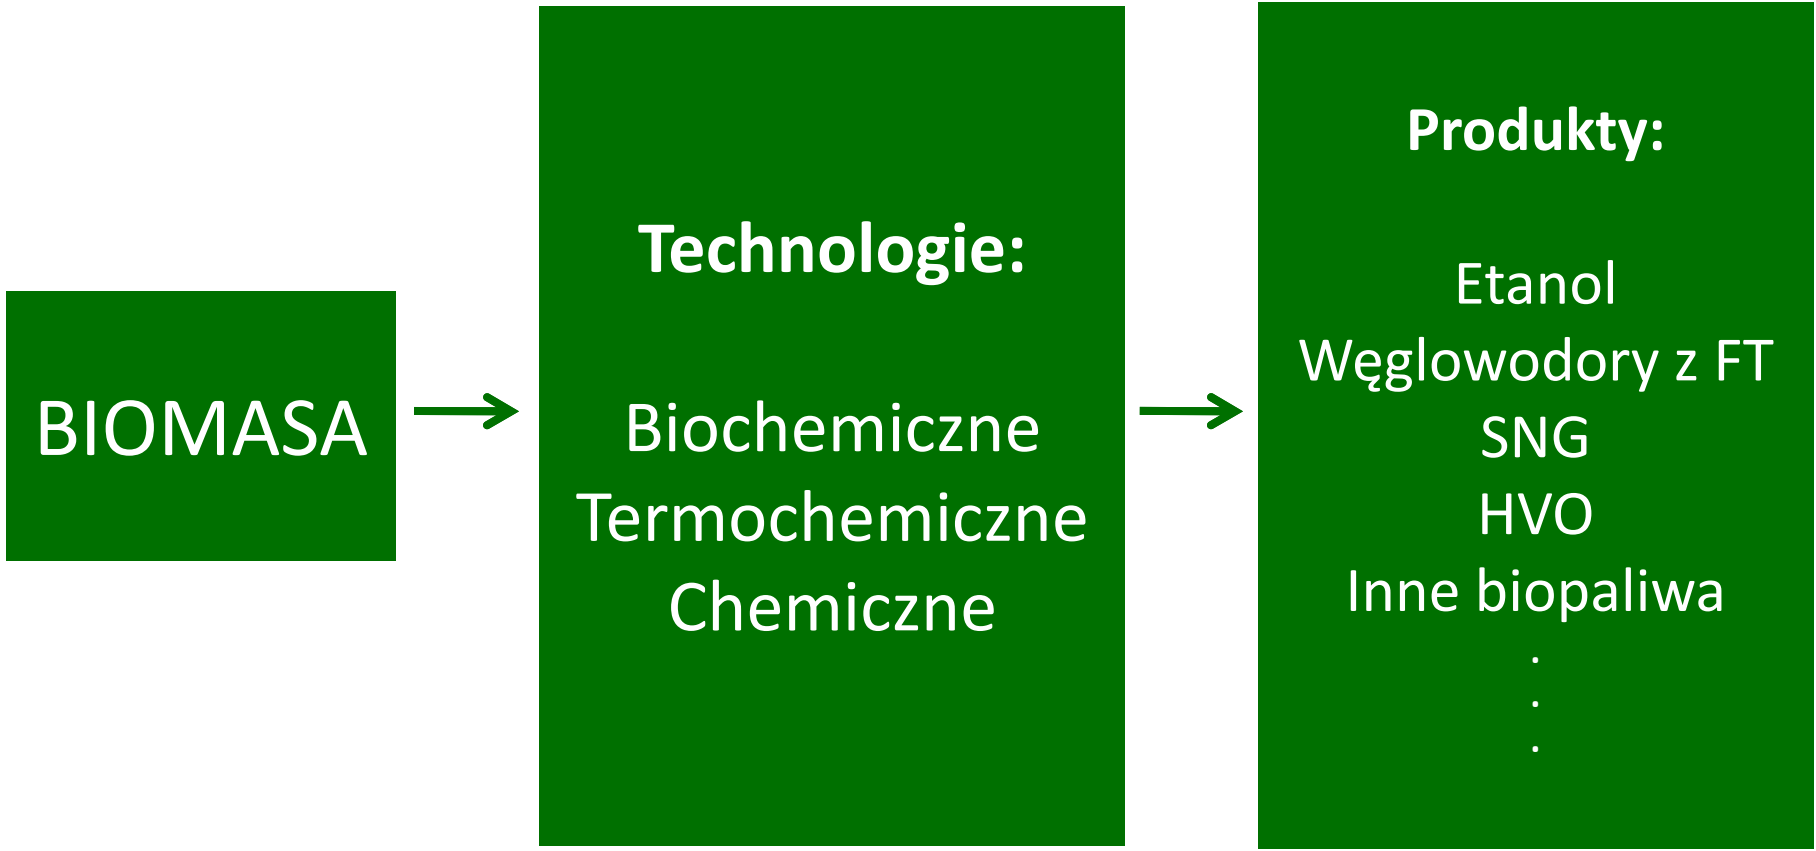 BIOMASA
Technologie:
Biochemiczne
Termochemiczne
Chemiczne
Produkty:
Etanol
Węglowodory z FT
SNG
HVO
Inne biopaliwa
.
.
.